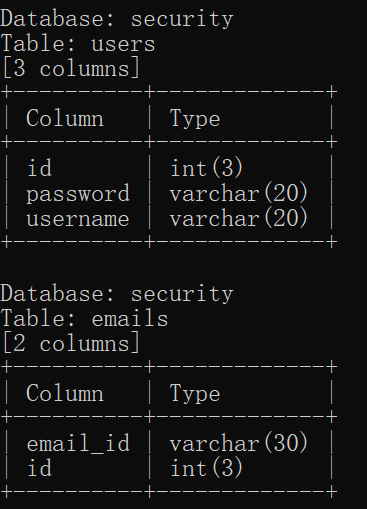 Database: security
Table: users
[3 columns]
+----------+-------------+
| Column   | Type        |
+----------+-------------+
| id       | int(3)      |
| password | varchar(20) |
| username | varchar(20) |
+----------+-------------+

Database: security
Table: emails
[2 columns]
+----------+-------------+
| Column   | Type        |
+----------+-------------+
| email_id | varchar(30) |
| id       | int(3)      |
+----------+-------------+